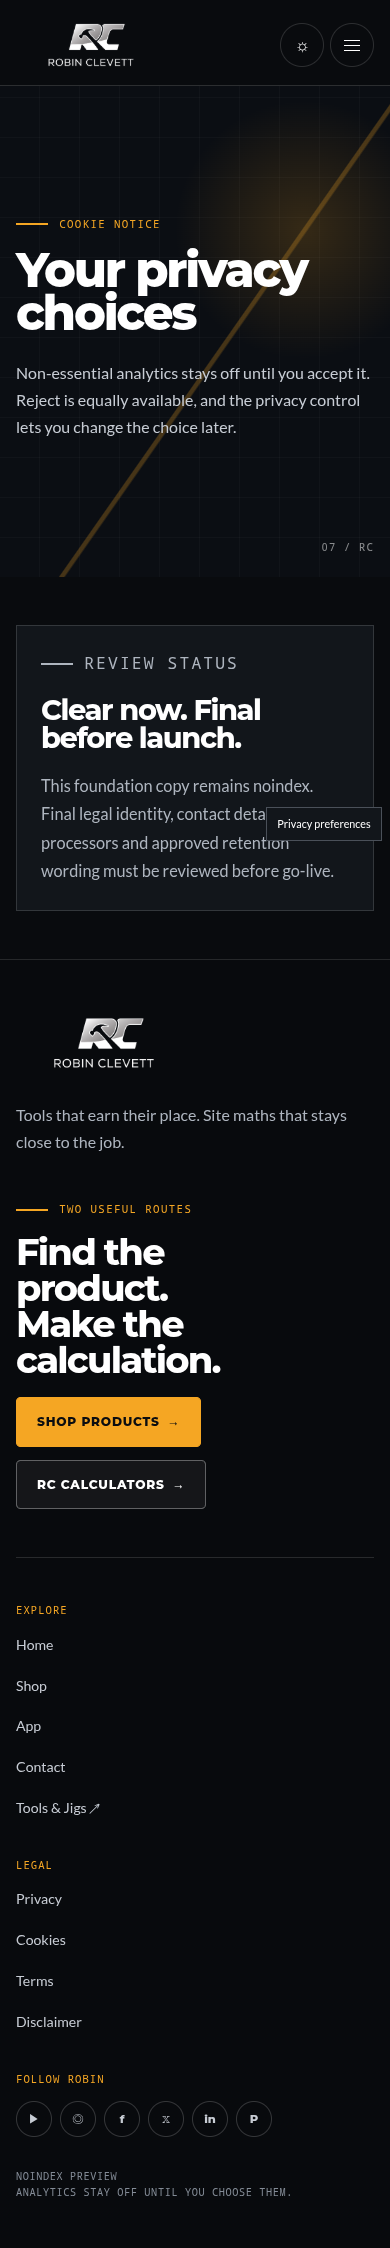 RC
ROBIN CLEVETT
COOKIE NOTICE
Your privacy
choices
Non-essential analytics stays off until you accept it.
Reject is equally available, and the privacy control
lets you change the choice later.
07 / RC
REVIEW STATUS
Clear now. Final
before launch.
This foundation copy remains noindex.
Final legal identity, contact
Privacy preferences
processors and approved retention
wording must be reviewed before go-live.
RC
ROBIN CLEVETT
Tools that earn their place. Site maths that stays
close to the job.
TWO USEFUL ROUTES
Find the
product.
Make the
calculation.
SHOP PRODUCTS →
RC CALCULATORS →
EXPLORE
Home
Shop
App
Contact
Tools & Jigs ↗
LEGAL
Privacy
Cookies
Terms
Disclaimer
FOLLOW ROBIN
f X in P
NOINDEX PREVIEW
ANALYTICS STAY OFF UNTIL YOU CHOOSE THEM.